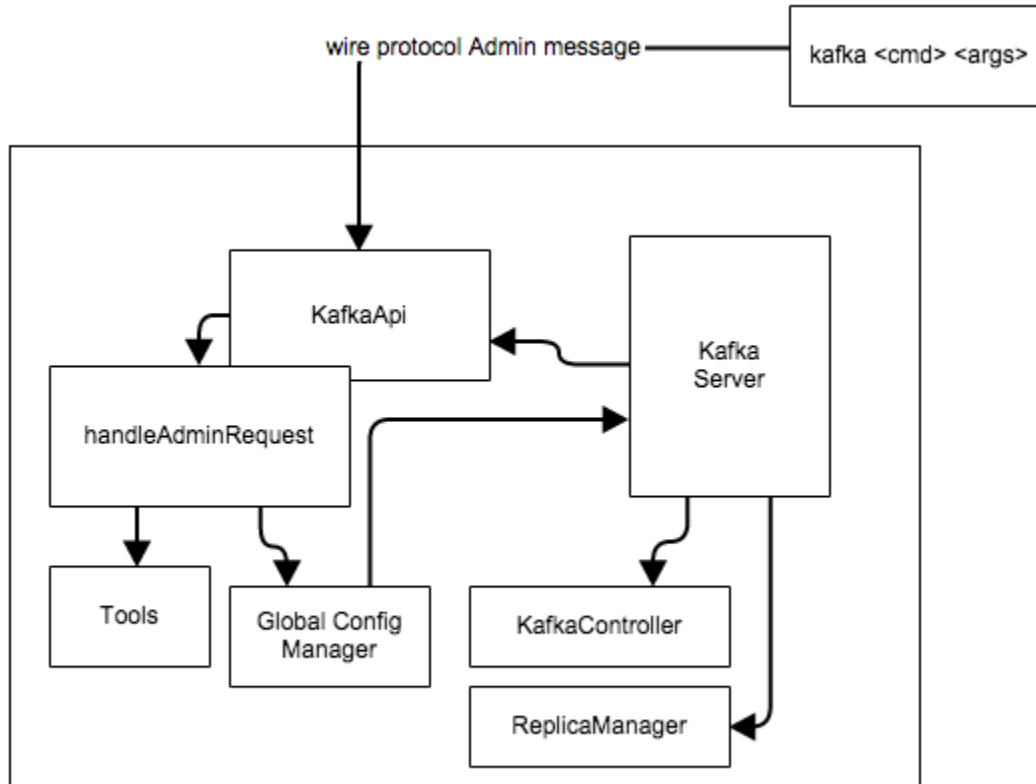 wire protocol Admin message
kafka <cmd> <args>
KafkaApi
Kafka
Server
handleAdminRequest
Tools
Global Config
Manager
KafkaController
ReplicaManager